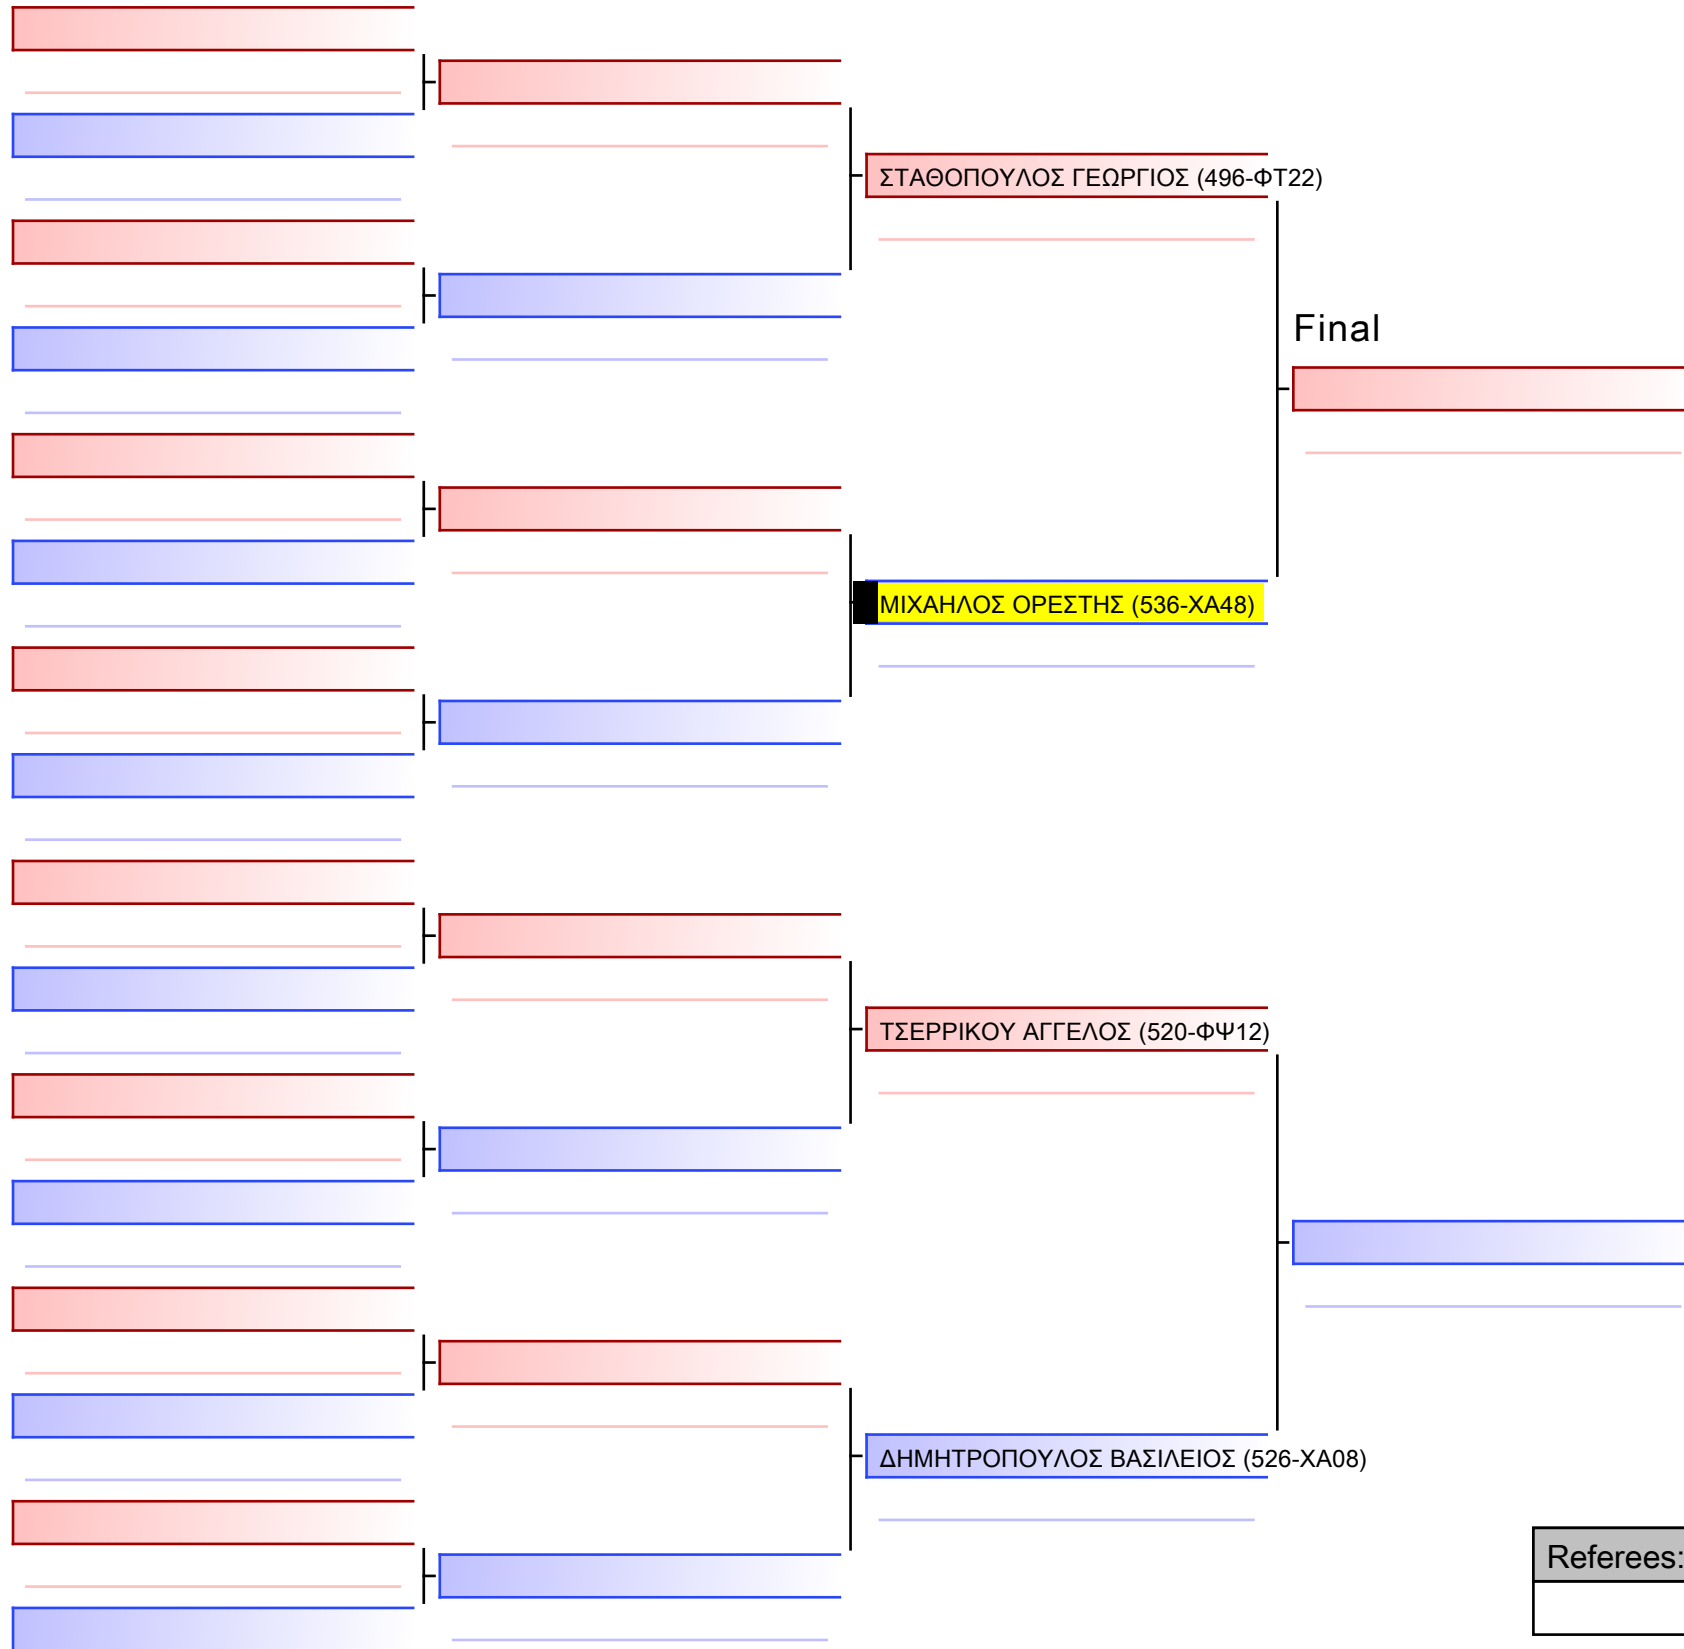 ΣΤΑΘΟΠΟΥΛΟΣ ΓΕΩΡΓΙΟΣ (496-ΦΤ22)
Final
ΜΙΧΑΗΛΟΣ ΟΡΕΣΤΗΣ (536-ΧΑ48)
ΤΣΕΡΡΙΚΟΥ ΑΓΓΕΛΟΣ (520-ΦΨ12)
ΔΗΜΗΤΡΟΠΟΥΛΟΣ ΒΑΣΙΛΕΙΟΣ (526-ΧΑ08)
Referees: